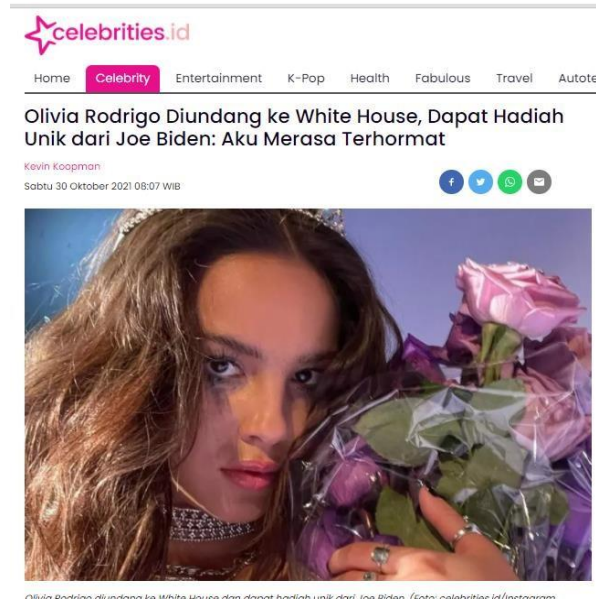 celebrities.id
Home Celebrity Entertainment K-Pop Health Fabulous Travel Autote
Olivia Rodrigo Diundang ke White House, Dapat Hadiah
Unik dari Joe Biden: Aku Merasa Terhormat
Kevin Koopman
Sabtu 30 Oktober 2021 08:07 WIB
Olivia Rodrigo diundang ke White House dan dapat hadiah unik dari Joe Biden. (Foto: celebrities.id/Instagram